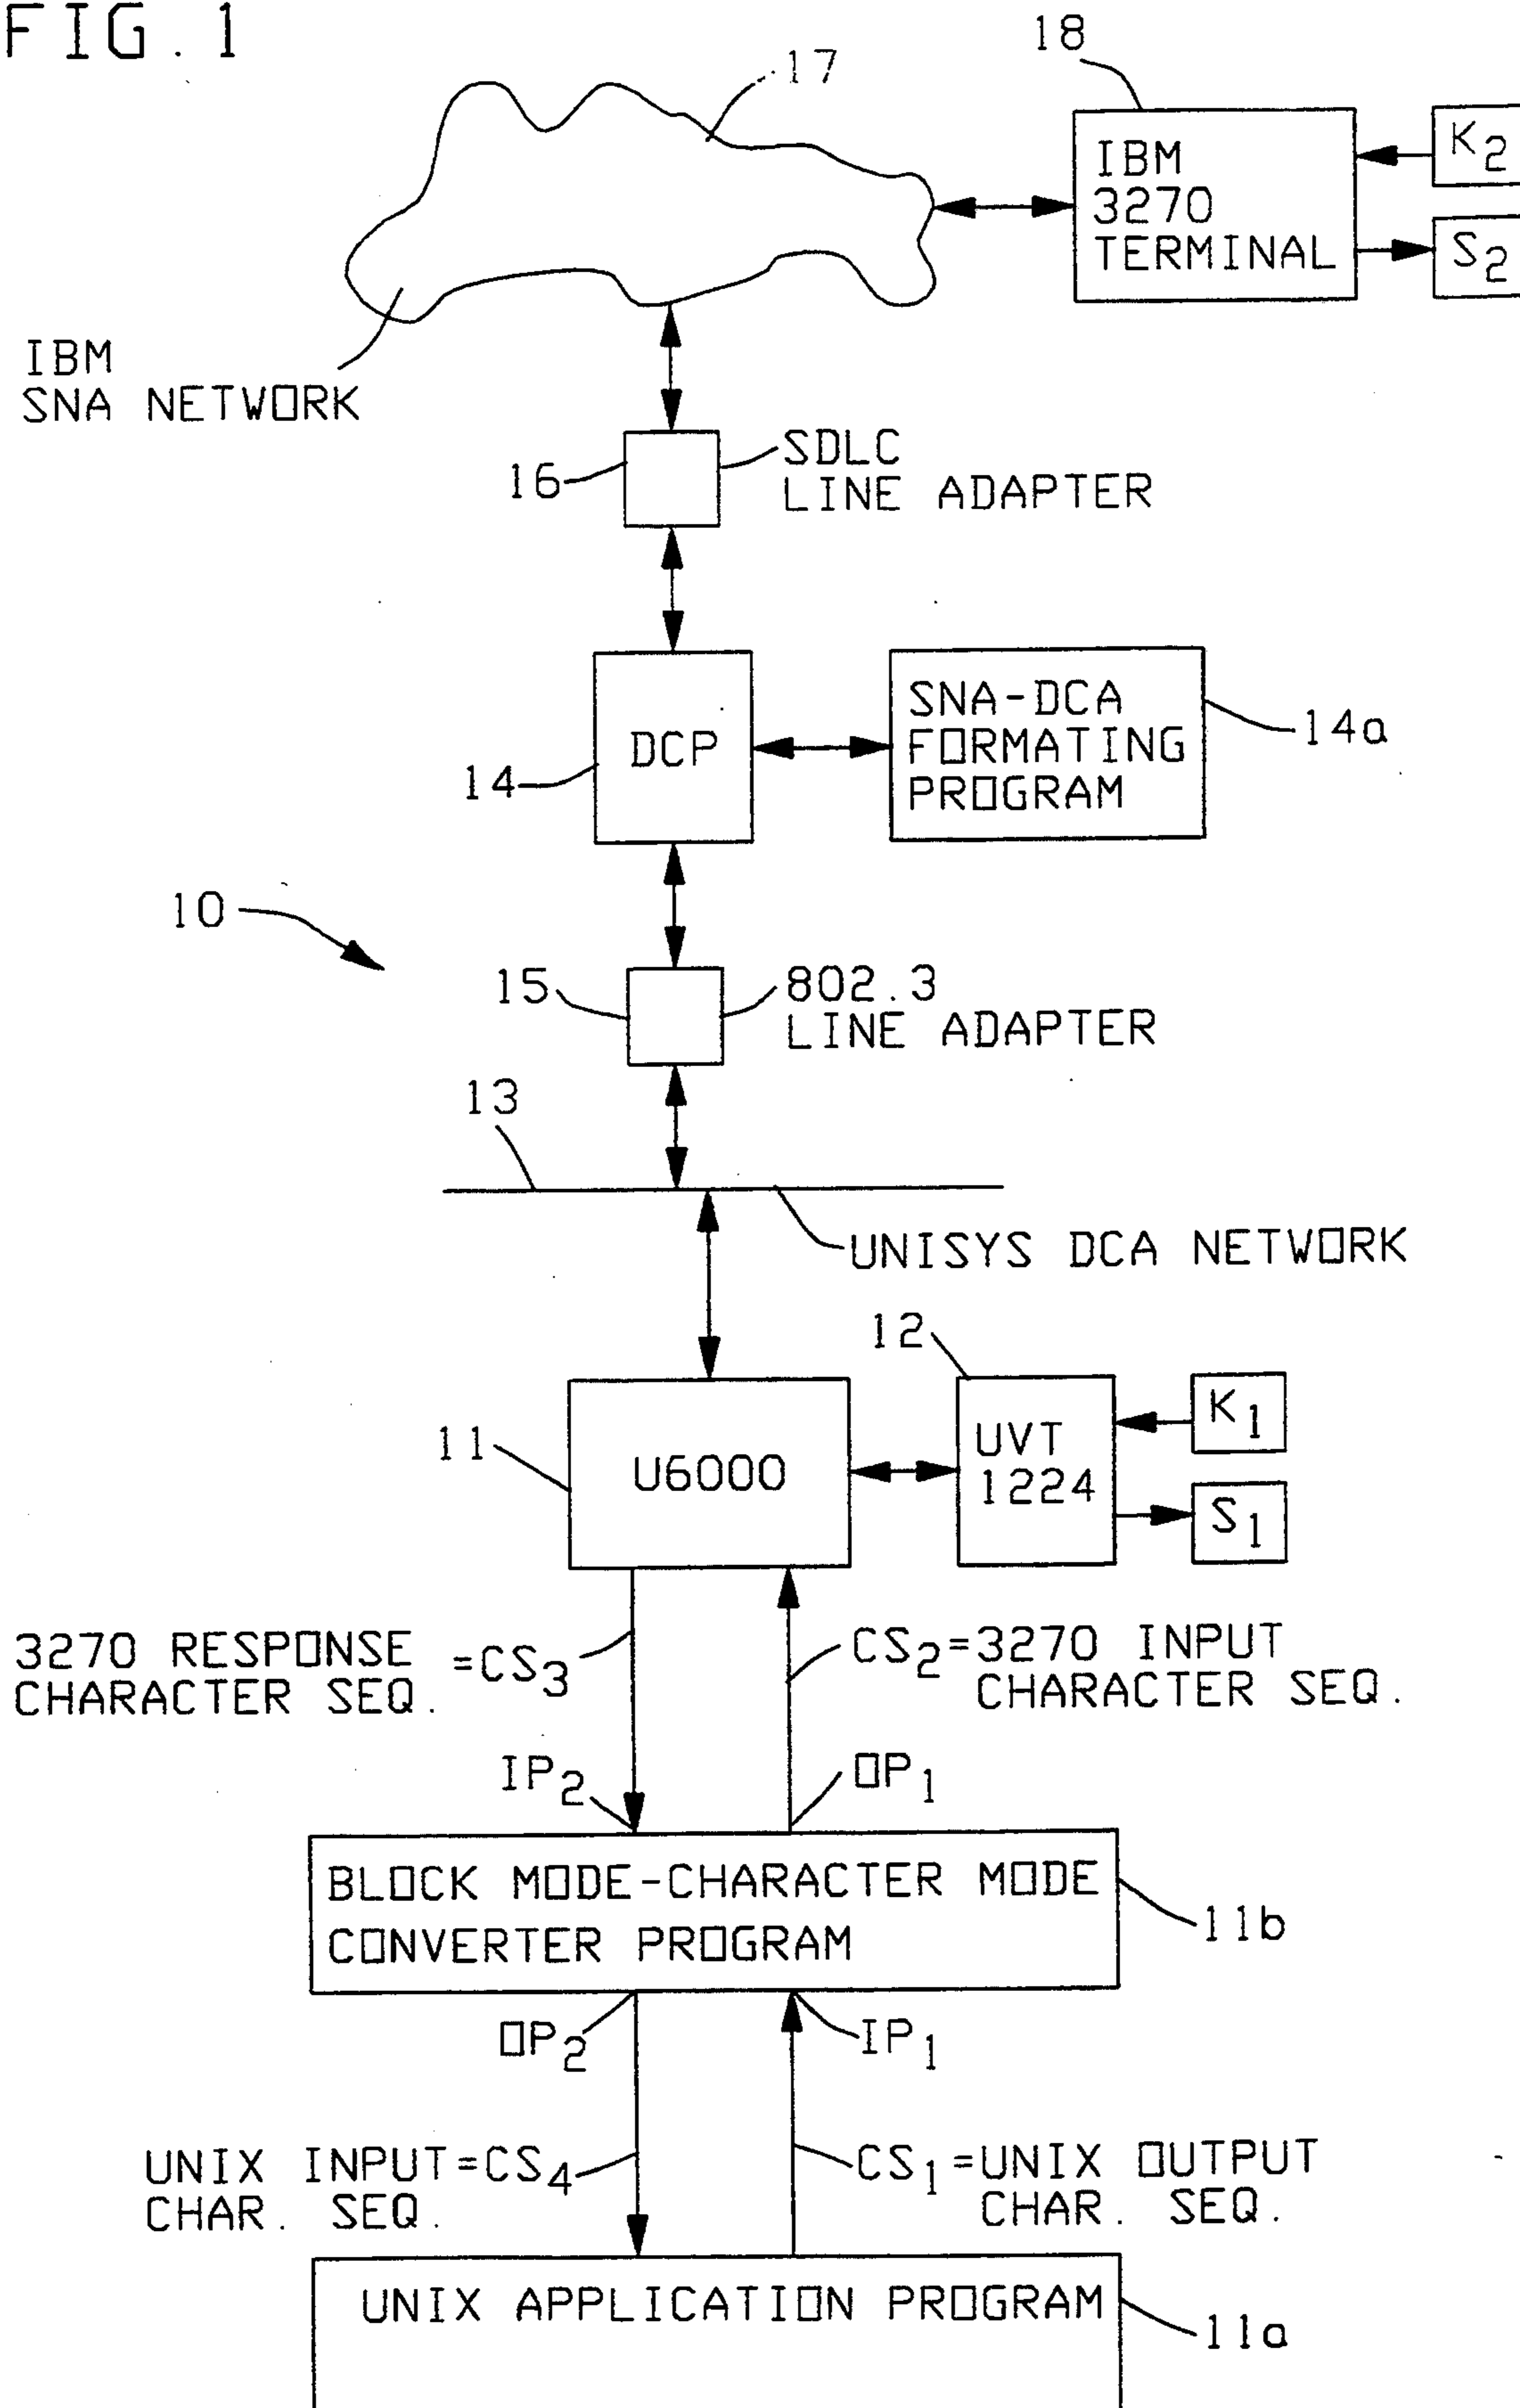 FIG. 1
17
18
IBM
3270
TERMINAL
K2
S2
IBM
SNA NETWORK
16
SDLC
LINE ADAPTER
DCP
14
SNA-DCA
FORMATING
PROGRAM
14a
10
15
802.3
LINE ADAPTER
13
UNISYS DCA NETWORK
12
11
U6000
UVT
1224
K1
S1
3270 RESPONSE
CHARACTER SEQ.
=CS3
CS2=3270 INPUT
CHARACTER SEQ.
IP2
OP1
BLOCK MODE-CHARACTER MODE
CONVERTER PROGRAM
11b
OP2
IP1
UNIX INPUT=CS4
CHAR. SEQ.
CS1=UNIX OUTPUT
CHAR. SEQ.
UNIX APPLICATION PROGRAM
11a